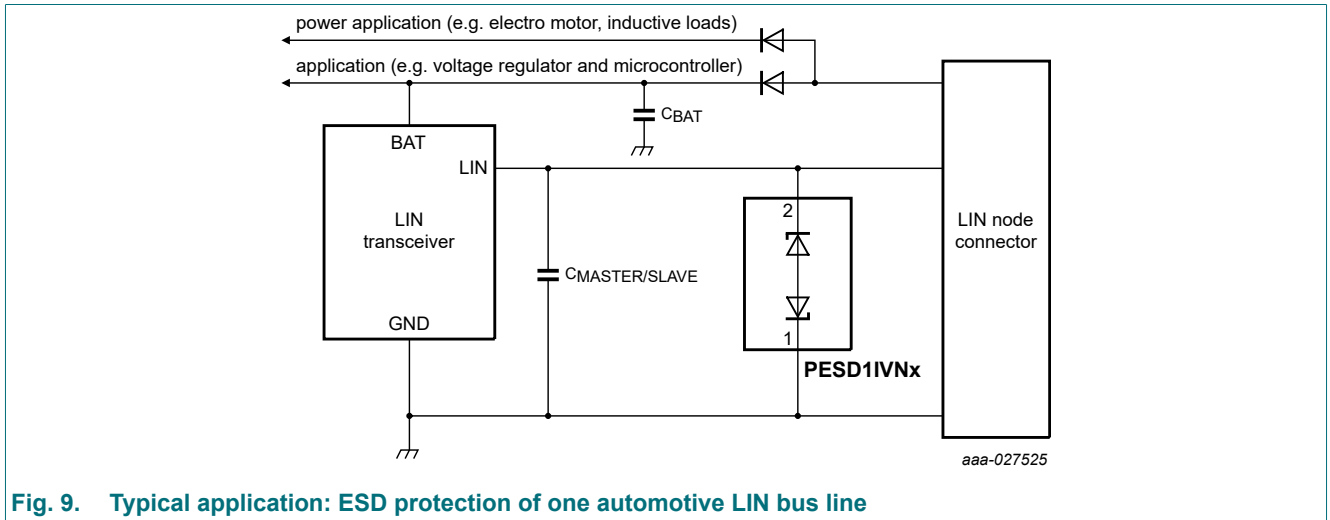 power application (e.g. electro motor, inductive loads)
application (e.g. voltage regulator and microcontroller)
CBAT
BAT
LIN
LIN
transceiver
GND
CMASTER/SLAVE
2
1
PESD1IVNx
LIN node
connector
aaa-027525
Fig. 9. Typical application: ESD protection of one automotive LIN bus line